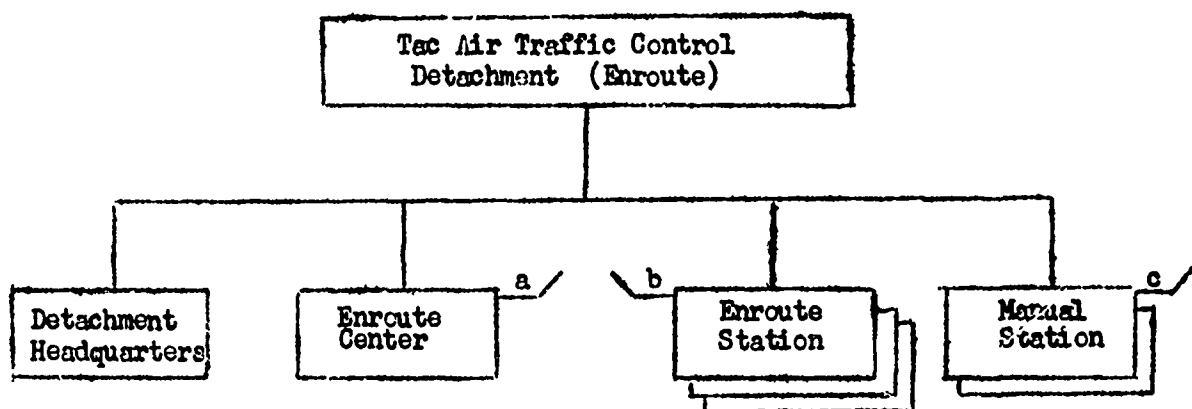 Tac Air Traffic Control
Detachment (Enroute)
a
b
c
Detachment
Headquarters
Enroute
Center
Enroute
Station
Manual
Station